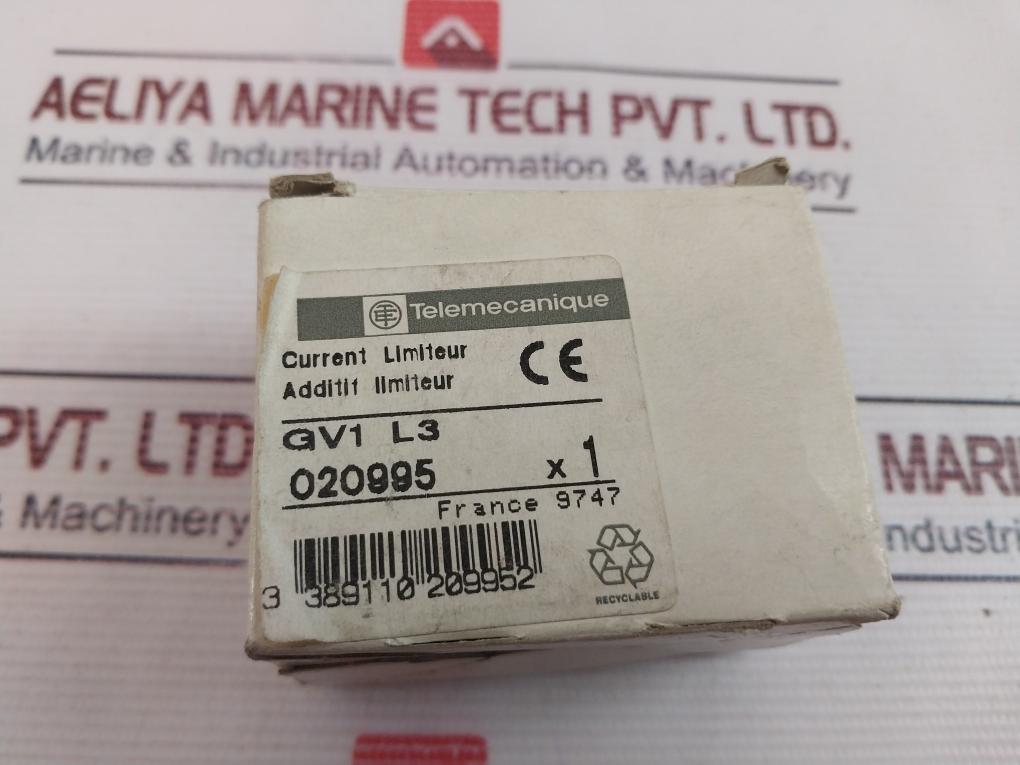 AELIYA MARINE TECH PVT. LTD.
Marine & Industrial Automation & Machinery
Telemecanique
Current Limiteur
Additif limiteur
CE
GV1 L3
020995
x 1
France 9747
3 389110 209952
RECYCLABLE
PVT. LTD
& Machinery
MARI
ndustri